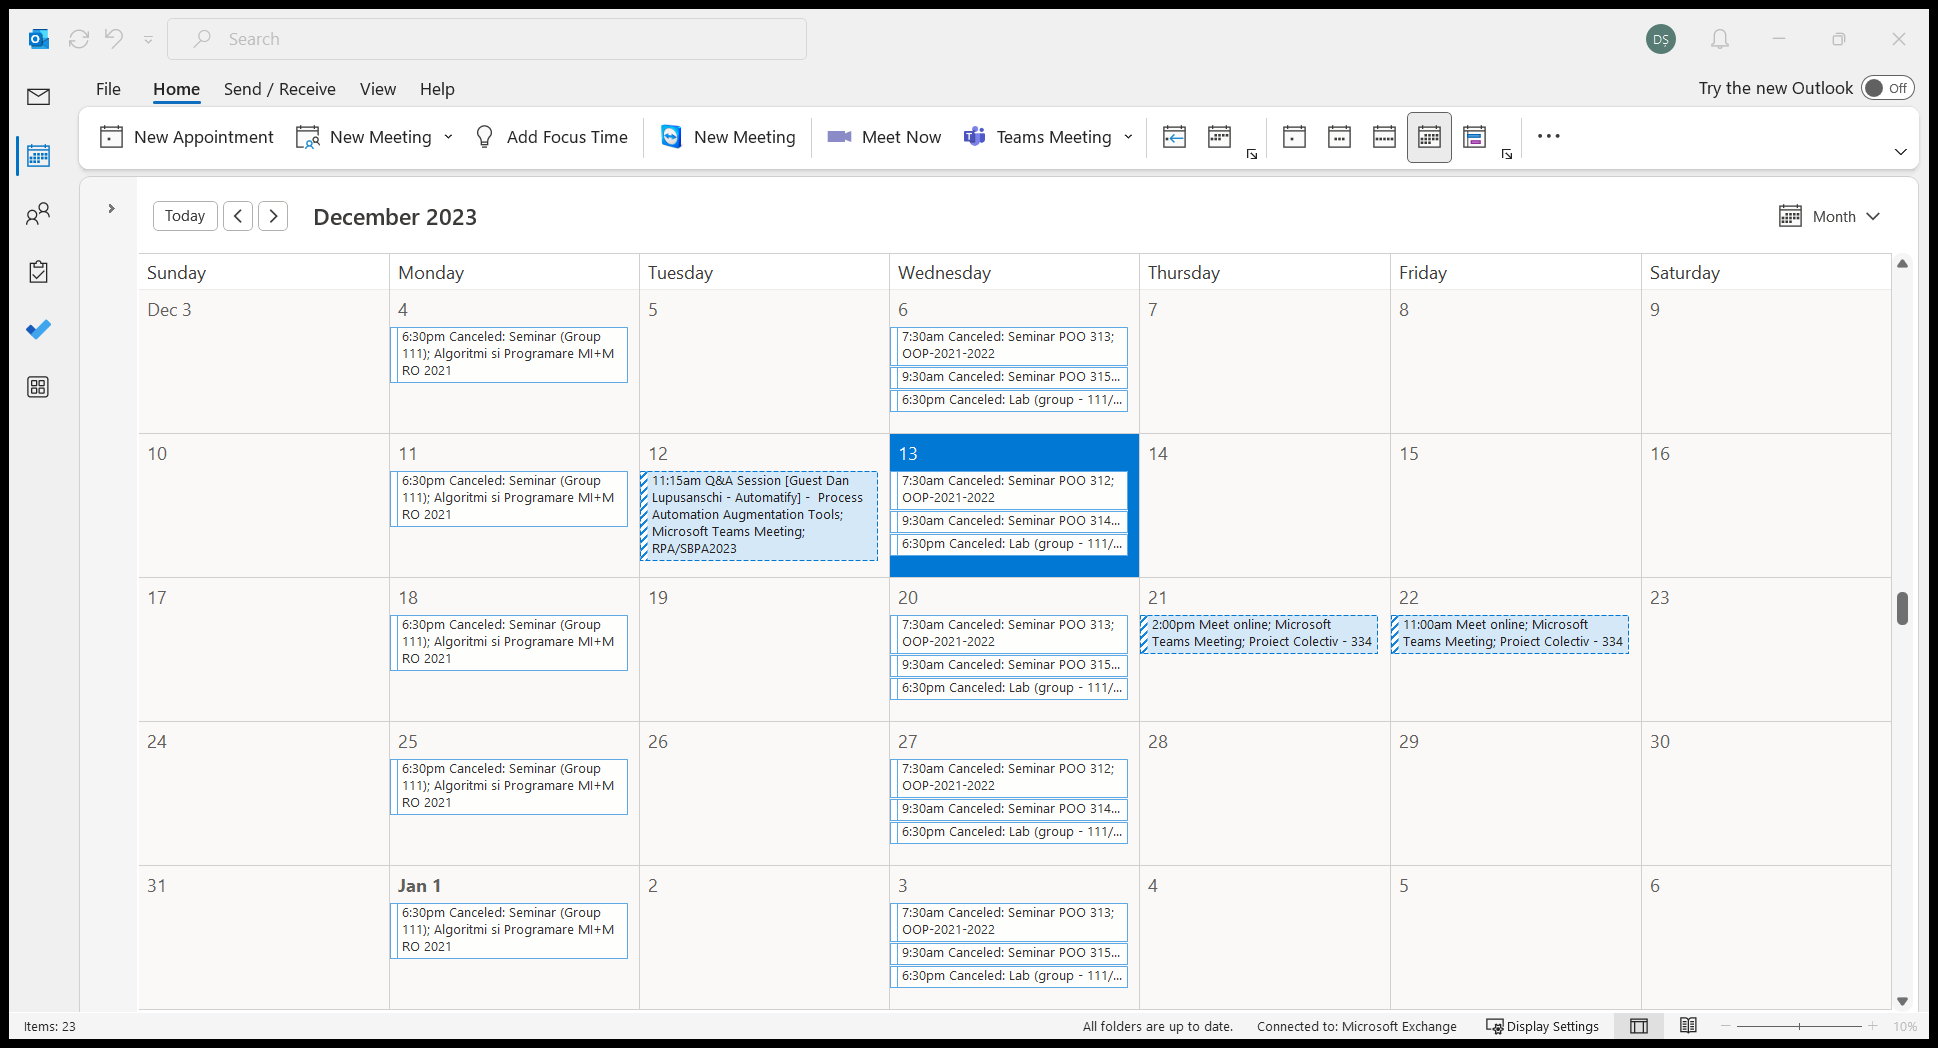 Search
DȘ
File Home Send / Receive View Help
Try the new Outlook Off
New Appointment New Meeting Add Focus Time New Meeting Meet Now Teams Meeting
Today December 2023 Month
Sunday Monday Tuesday Wednesday Thursday Friday Saturday
Dec 3
4
6:30pm Canceled: Seminar (Group
111); Algoritmi si Programare MI+M
RO 2021
5
6
7:30am Canceled: Seminar POO 313;
OOP-2021-2022
9:30am Canceled: Seminar POO 315...
6:30pm Canceled: Lab (group - 111/...
7
8
9
10
11
6:30pm Canceled: Seminar (Group
111); Algoritmi si Programare MI+M
RO 2021
12
11:15am Q&A Session [Guest Dan
Lupusanschi - Automatify] - Process
Automation Augmentation Tools;
Microsoft Teams Meeting;
RPA/SBPA2023
13
7:30am Canceled: Seminar POO 312;
OOP-2021-2022
9:30am Canceled: Seminar POO 314...
6:30pm Canceled: Lab (group - 111/...
14
15
16
17
18
6:30pm Canceled: Seminar (Group
111); Algoritmi si Programare MI+M
RO 2021
19
20
7:30am Canceled: Seminar POO 313;
OOP-2021-2022
9:30am Canceled: Seminar POO 315...
6:30pm Canceled: Lab (group - 111/...
21
2:00pm Meet online; Microsoft
Teams Meeting; Proiect Colectiv - 334
22
11:00am Meet online; Microsoft
Teams Meeting; Proiect Colectiv - 334
23
24
25
6:30pm Canceled: Seminar (Group
111); Algoritmi si Programare MI+M
RO 2021
26
27
7:30am Canceled: Seminar POO 312;
OOP-2021-2022
9:30am Canceled: Seminar POO 314...
6:30pm Canceled: Lab (group - 111/...
28
29
30
31
Jan 1
6:30pm Canceled: Seminar (Group
111); Algoritmi si Programare MI+M
RO 2021
2
3
7:30am Canceled: Seminar POO 313;
OOP-2021-2022
9:30am Canceled: Seminar POO 315...
6:30pm Canceled: Lab (group - 111/...
4
5
6
Items: 23 All folders are up to date. Connected to: Microsoft Exchange Display Settings 10%